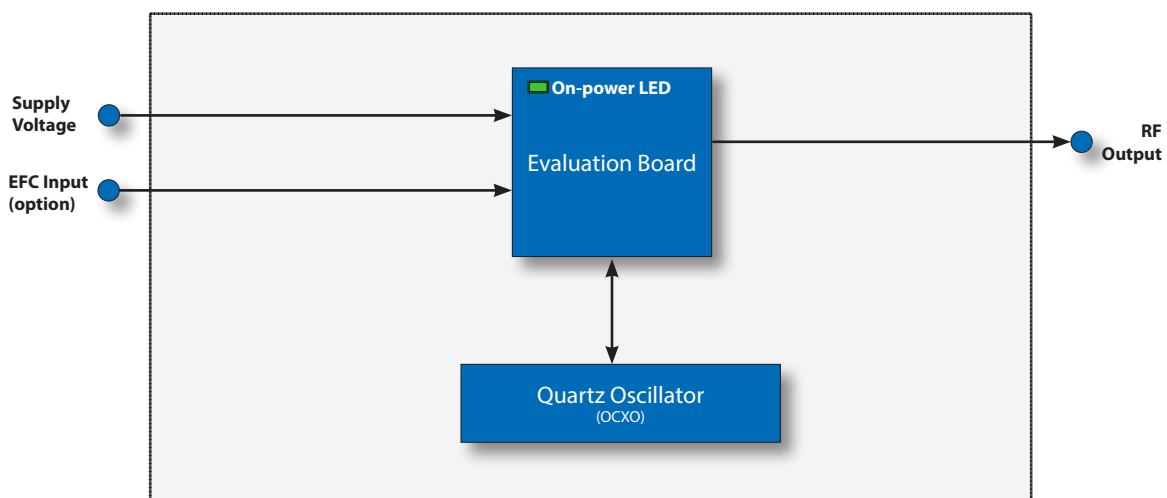 On-power LED
Supply
Voltage
Evaluation Board
RF
Output
EFC Input
(option)
Quartz Oscillator
(OCXO)